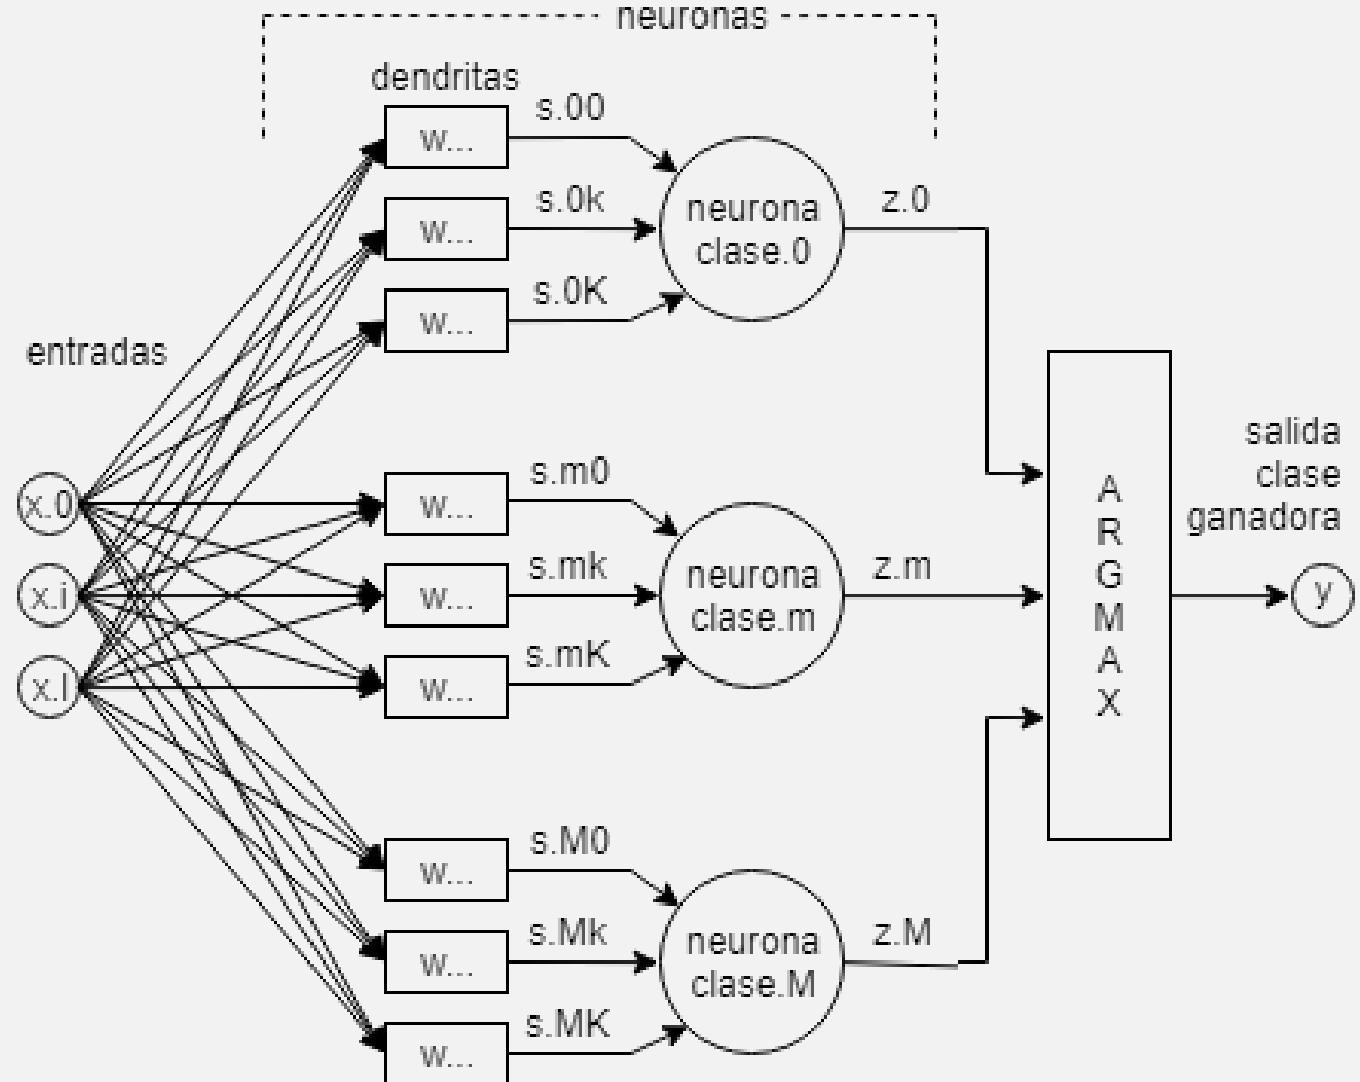 neuronas
dendritas
s.00
w...
s.0k
w...
neurona
clase.0
z.0
s.0K
w...
entradas
salida
clase
ganadora
s.m0
x.0
w...
A
R
G
M
A
X
s.mk
x.i
w...
neurona
clase.m
z.m
y
s.mK
x.I
w...
s.M0
w...
s.Mk
w...
neurona
clase.M
z.M
s.MK
w...